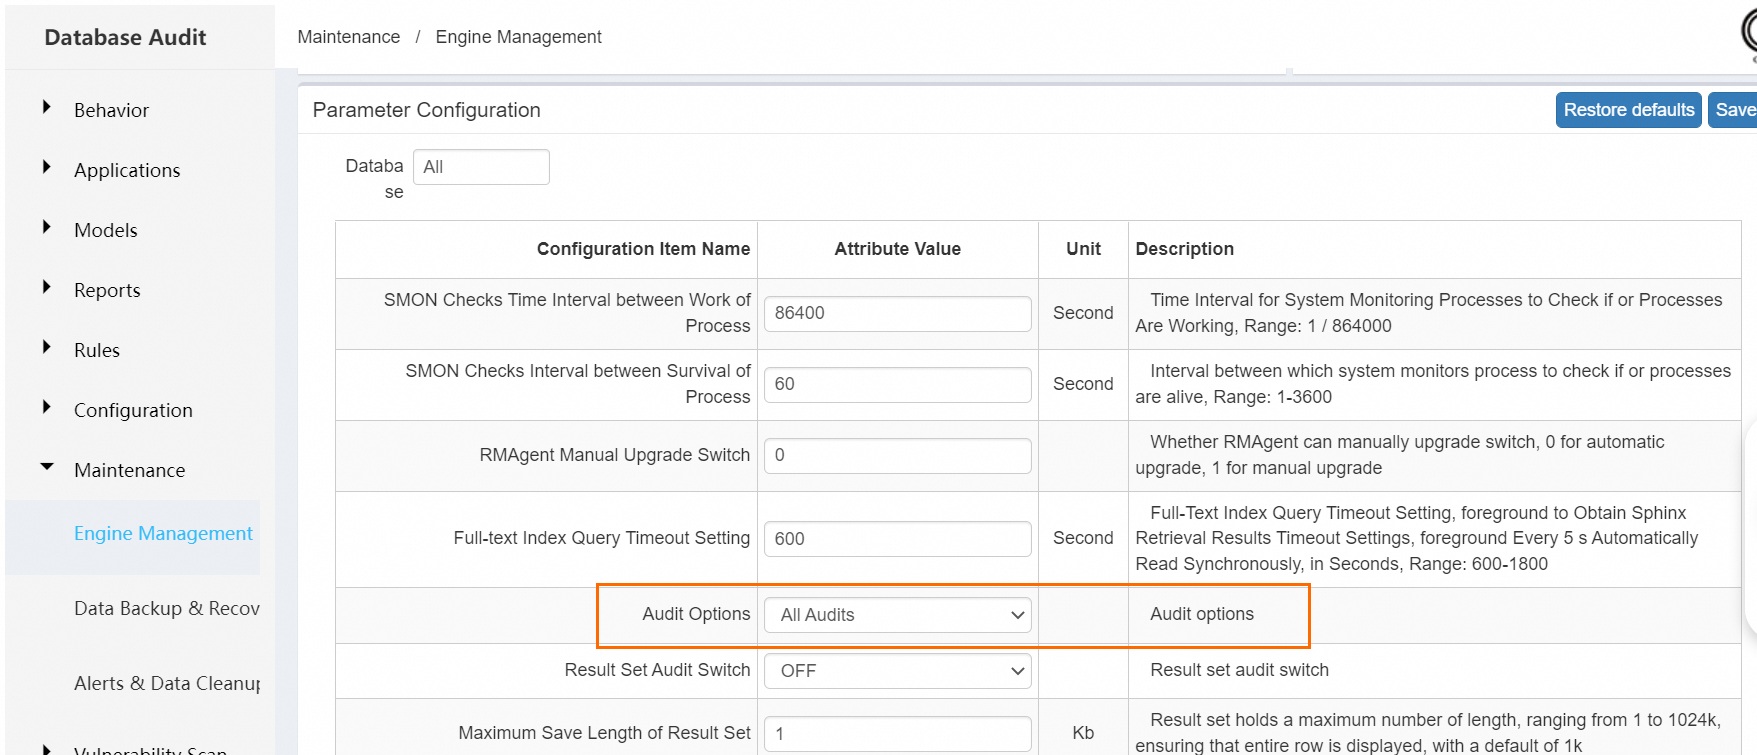 Database Audit
Maintenance / Engine Management
Behavior
Applications
Models
Reports
Rules
Configuration
Maintenance
Engine Management
Data Backup & Recov
Alerts & Data Cleanup
Vulnerability Scan
Parameter Configuration
Restore defaults
Save
Databa
se
All
Configuration Item Name Attribute Value Unit Description
SMON Checks Time Interval between Work of
Process
86400
Second
Time Interval for System Monitoring Processes to Check if or Processes
Are Working, Range: 1 / 864000
SMON Checks Interval between Survival of
Process
60
Second
Interval between which system monitors process to check if or processes
are alive, Range: 1-3600
RMAgent Manual Upgrade Switch
0
Whether RMAgent can manually upgrade switch, 0 for automatic
upgrade, 1 for manual upgrade
Full-text Index Query Timeout Setting
600
Second
Full-Text Index Query Timeout Setting, foreground to Obtain Sphinx
Retrieval Results Timeout Settings, foreground Every 5 s Automatically
Read Synchronously, in Seconds, Range: 600-1800
Audit Options
All Audits
Audit options
Result Set Audit Switch
OFF
Result set audit switch
Maximum Save Length of Result Set
1
Kb
Result set holds a maximum number of length, ranging from 1 to 1024k,
ensuring that entire row is displayed, with a default of 1k